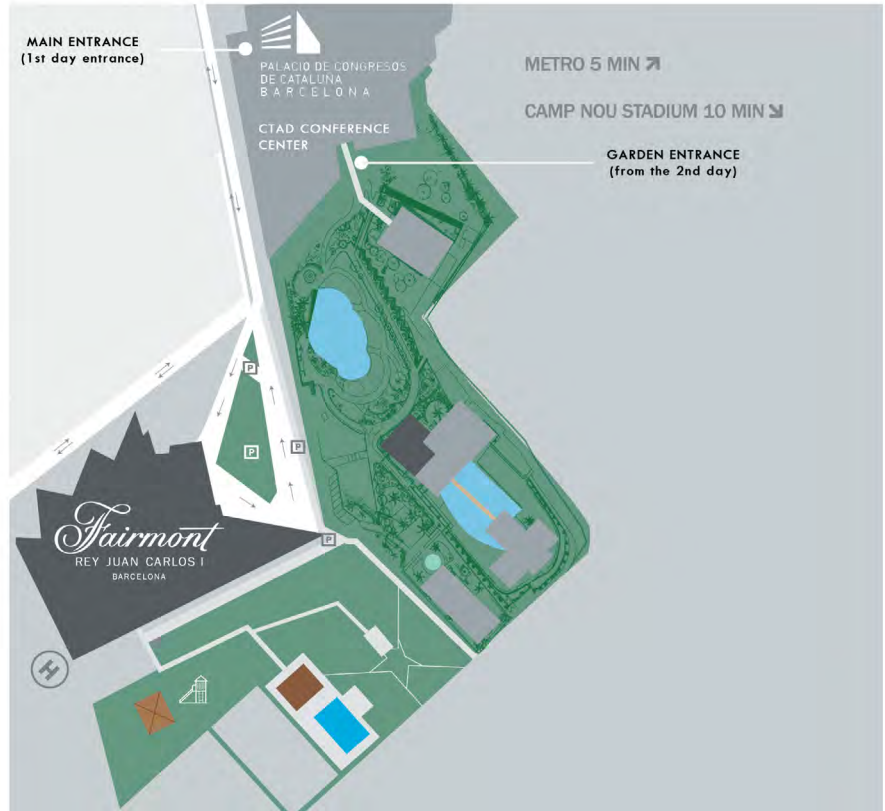 MAIN ENTRANCE
(1st day entrance)
PALACIO DE CONGRESOS
DE CATALUNA
BARCELONA
CTAD CONFERENCE
CENTER
METRO 5 MIN ↗
CAMP NOU STADIUM 10 MIN ↘
GARDEN ENTRANCE
(from the 2nd day)
P
P
P
P
Fairmont
REY JUAN CARLOS I
BARCELONA
H